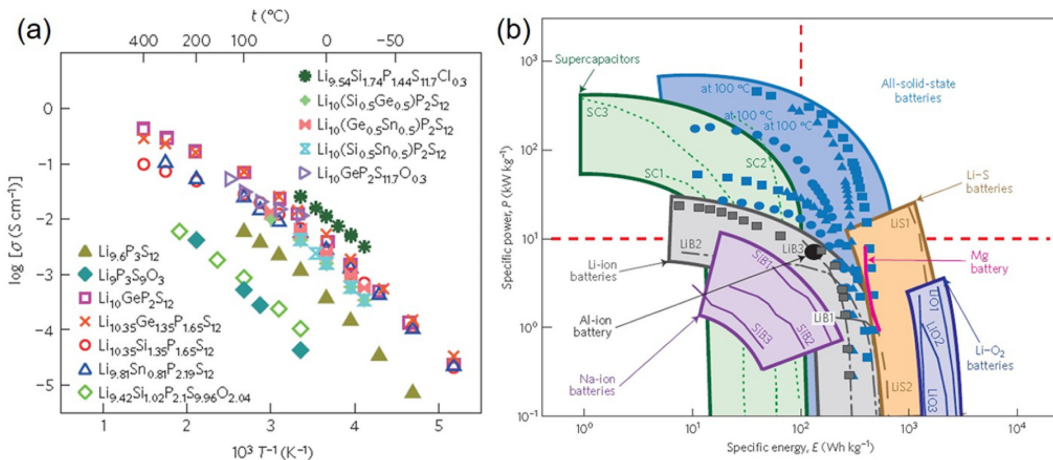 (a)
t (°C)
400 200 100 0 −50
Li9.54Si1.74P1.44S11.7Cl0.3
Li10(Si0.5Ge0.5)P2S12
Li10(Ge0.5Sn0.5)P2S12
Li10(Si0.5Sn0.5)P2S12
Li10GeP2S11.7O0.3
log [σ (S cm−1)]
0
−1
−2
−3
−4
−5
Li9.6P3S12
Li9P3S9O3
Li10GeP2S12
Li10.35Ge1.35P1.65S12
Li10.35Si1.35P1.65S12
Li9.81Sn0.81P2.19S12
Li9.42Si1.02P2.1S9.96O2.04
2 3 4 5
10³ T−1 (K−1)
(b)
Supercapacitors
All-solid-state
batteries
at 100 °C
at 100 °C
at 100 °C
SC3
SC2
SC1
Li–S
batteries
LiS1
Specific power, P (kW kg−1)
10³
10²
10¹
10⁰
10−1
LiB2
LiB3
Li-ion
batteries
Mg
battery
SIB1
Al-ion
battery
LiB1
SIB2
SIB3
Na-ion
batteries
LiO1
LiO2
Li–O2
batteries
LiS2
LiO3
10⁰ 10¹ 10² 10³ 10⁴
Specific energy, E (Wh kg−1)